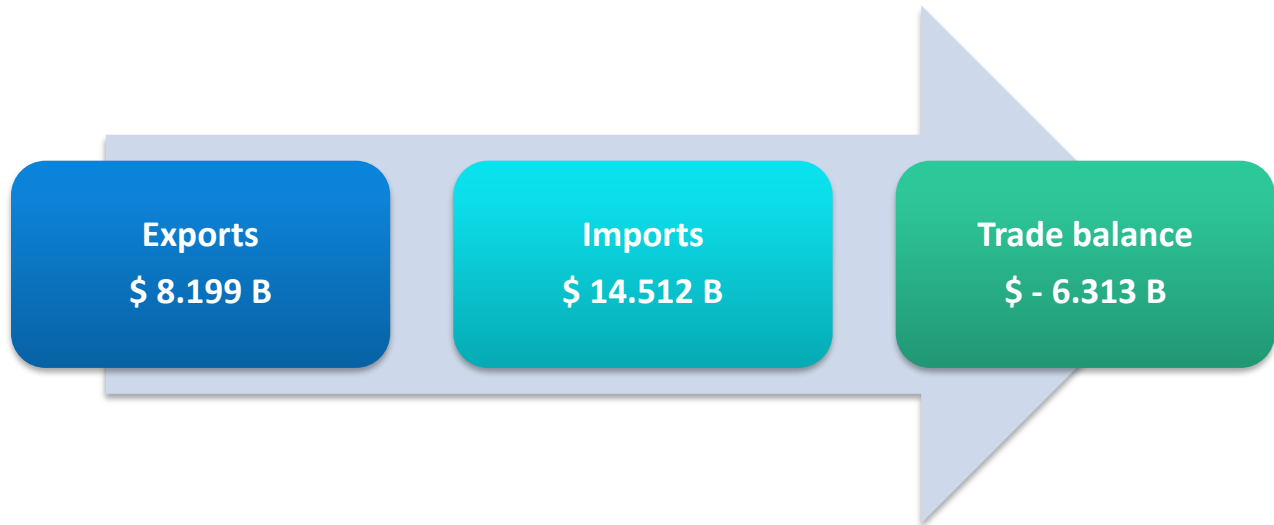 Exports
$ 8.199 B
Imports
$ 14.512 B
Trade balance
$ - 6.313 B